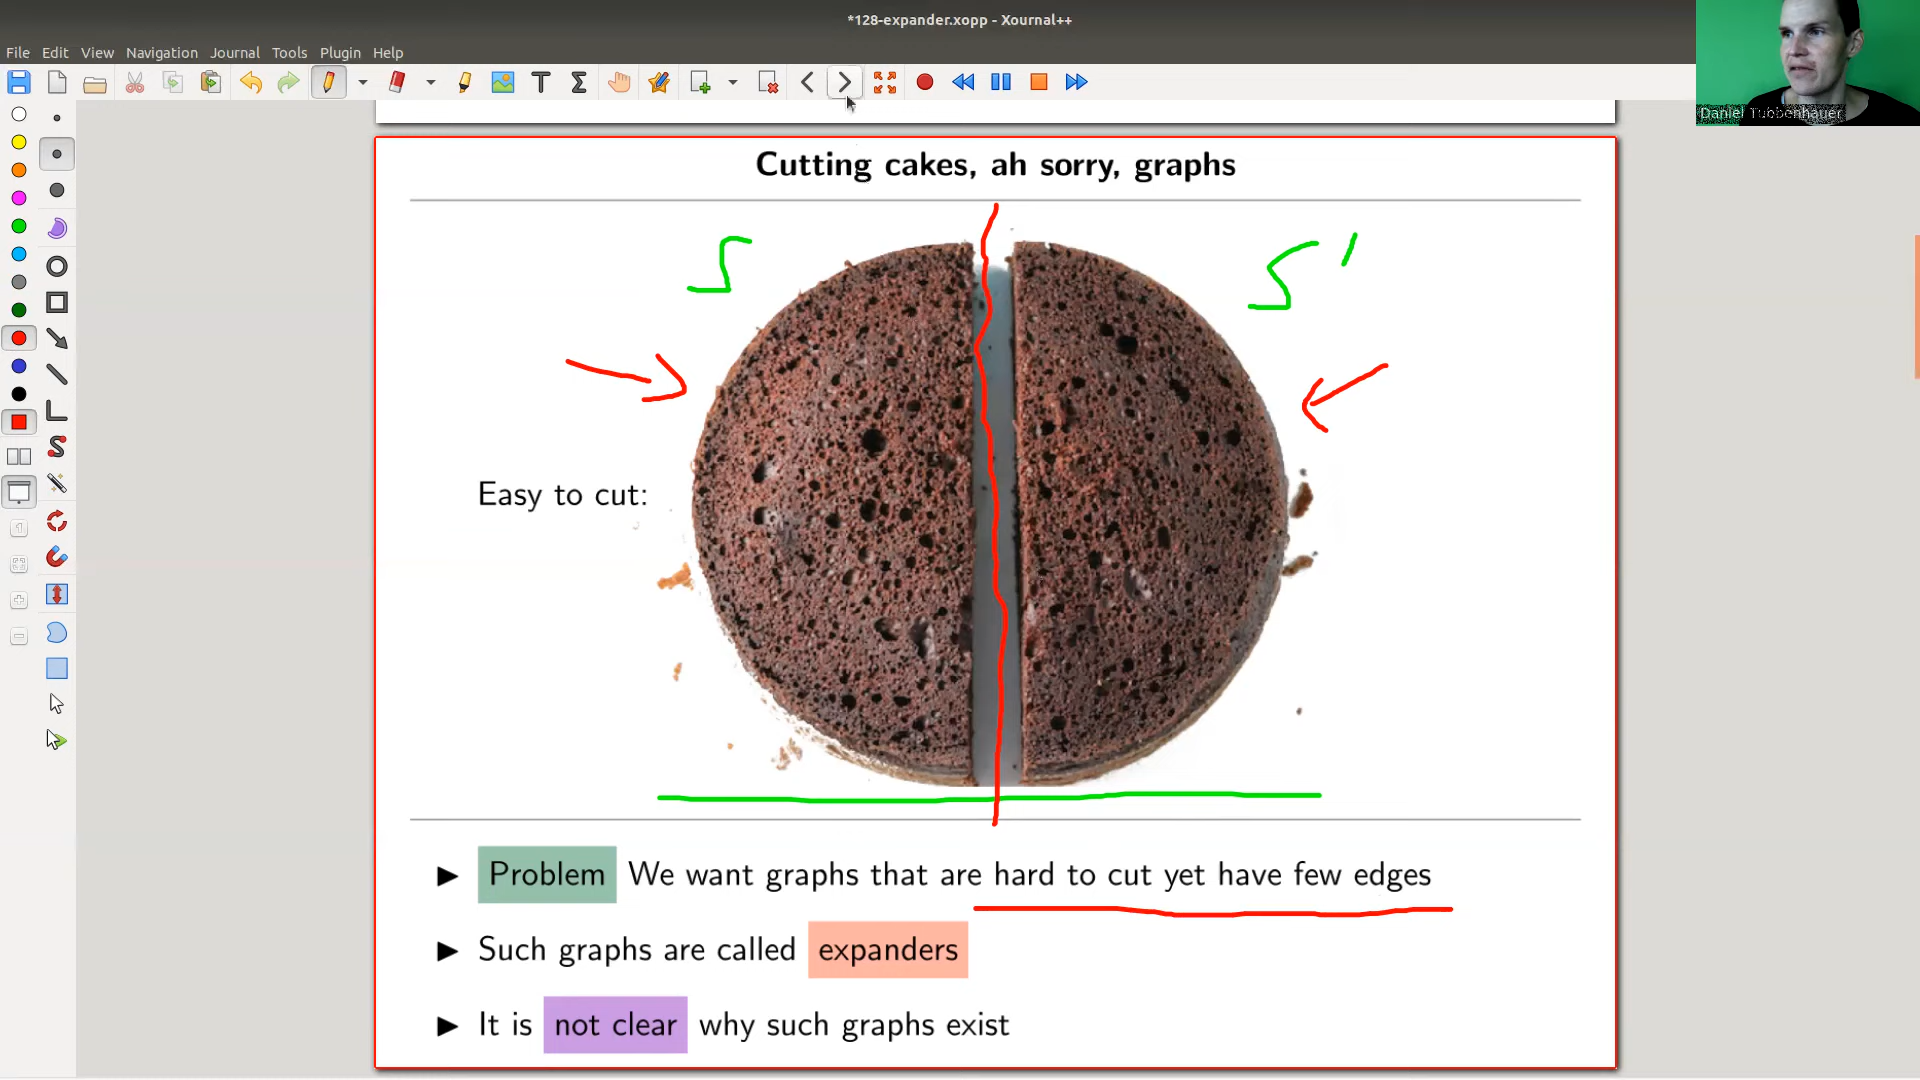 *128-expander.xopp - Xournal++
File Edit View Navigation Journal Tools Plugin Help
Daniel Tubbenhauer
Cutting cakes, ah sorry, graphs
S S'
Easy to cut:
Problem We want graphs that are hard to cut yet have few edges
Such graphs are called expanders
It is not clear why such graphs exist